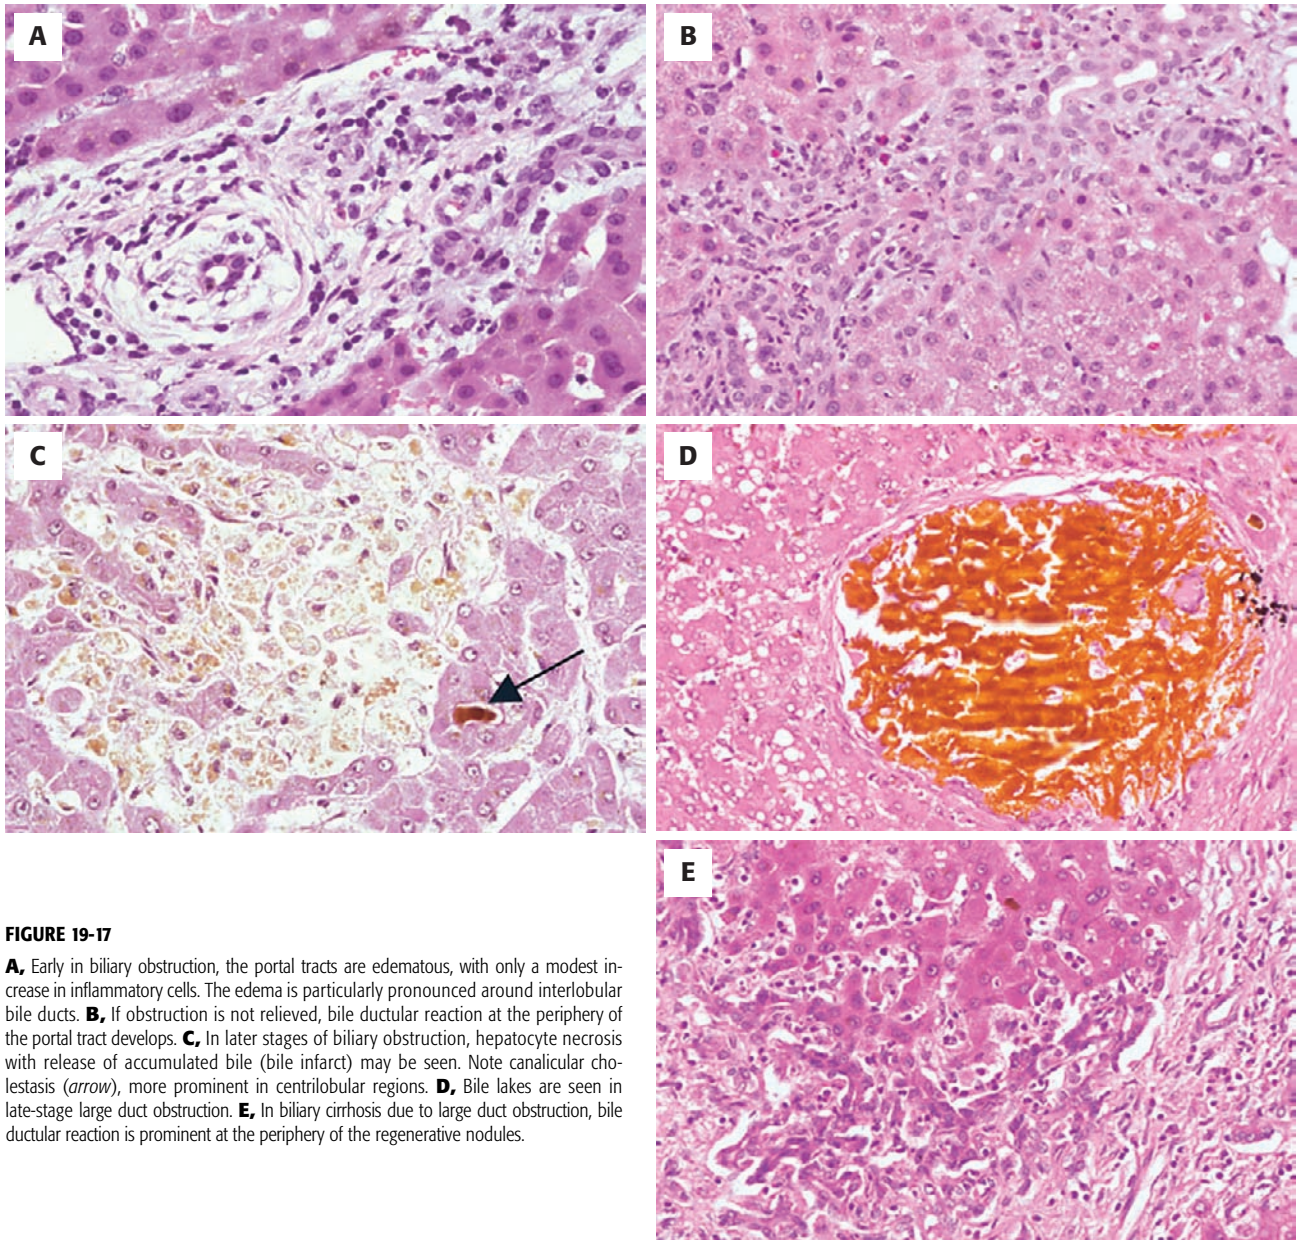 A
B
C
D
E
FIGURE 19-17
A, Early in biliary obstruction, the portal tracts are edematous, with only a modest in-
crease in inflammatory cells. The edema is particularly pronounced around interlobular
bile ducts. B, If obstruction is not relieved, bile ductular reaction at the periphery of
the portal tract develops. C, In later stages of biliary obstruction, hepatocyte necrosis
with release of accumulated bile (bile infarct) may be seen. Note canalicular cho-
lestasis (arrow), more prominent in centrilobular regions. D, Bile lakes are seen in
late-stage large duct obstruction. E, In biliary cirrhosis due to large duct obstruction, bile
ductular reaction is prominent at the periphery of the regenerative nodules.